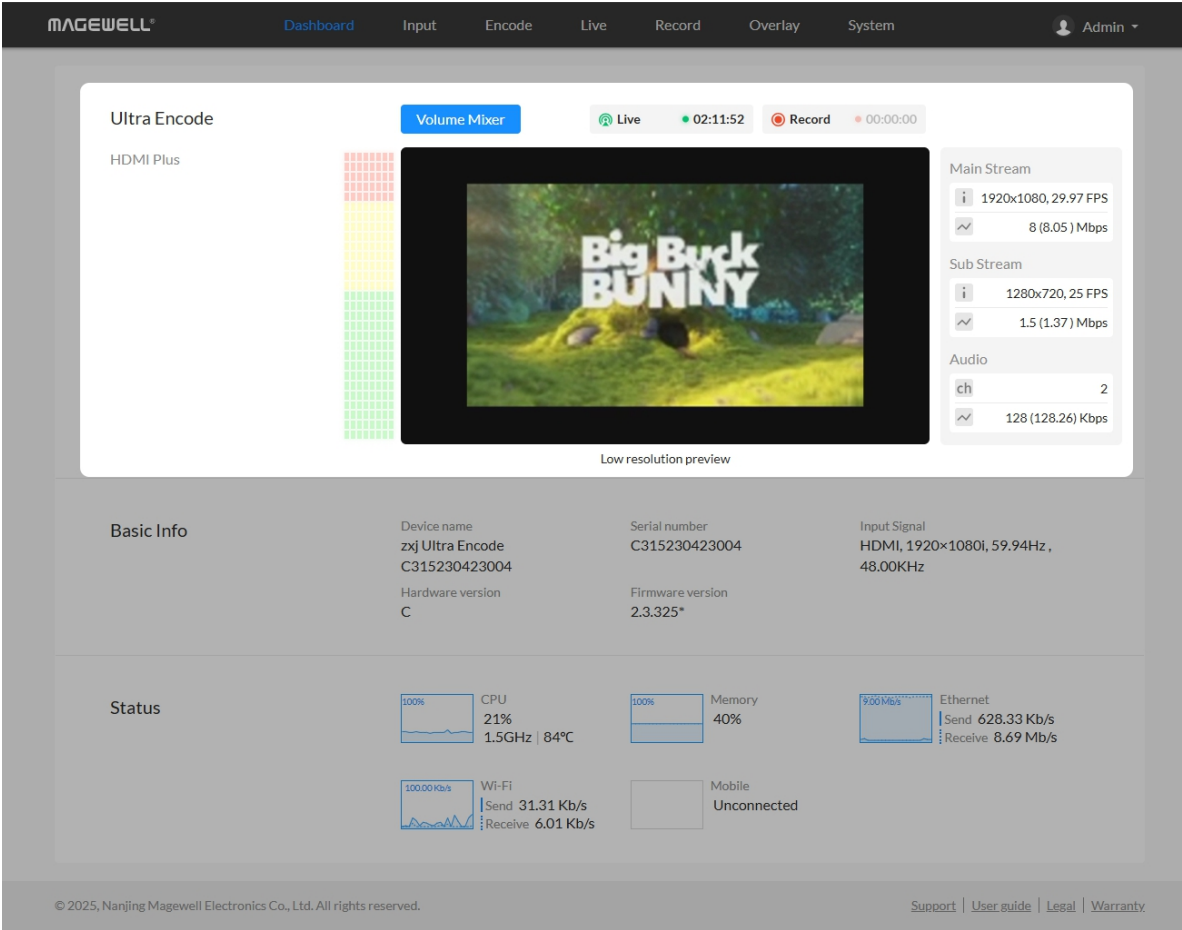 MAGEWELL®
Dashboard Input Encode Live Record Overlay System Admin
Ultra Encode
Volume Mixer
Live 02:11:52
Record 00:00:00
HDMI Plus
Big Buck
BUNNY
Low resolution preview
Main Stream
i 1920x1080, 29.97 FPS
8 (8.05 ) Mbps
Sub Stream
i 1280x720, 25 FPS
1.5 (1.37 ) Mbps
Audio
ch 2
128 (128.26) Kbps
Basic Info
Device name
zxj Ultra Encode
C315230423004
Serial number
C315230423004
Input Signal
HDMI, 1920×1080i, 59.94Hz ,
48.00KHz
Hardware version
C
Firmware version
2.3.325*
Status
100%
CPU
21%
1.5GHz | 84℃
100%
Memory
40%
9.00 Mb/s
Ethernet
Send 628.33 Kb/s
Receive 8.69 Mb/s
100.00 Kb/s
Wi-Fi
Send 31.31 Kb/s
Receive 6.01 Kb/s
Mobile
Unconnected
© 2025, Nanjing Magewell Electronics Co., Ltd. All rights reserved.
Support | User guide | Legal | Warranty